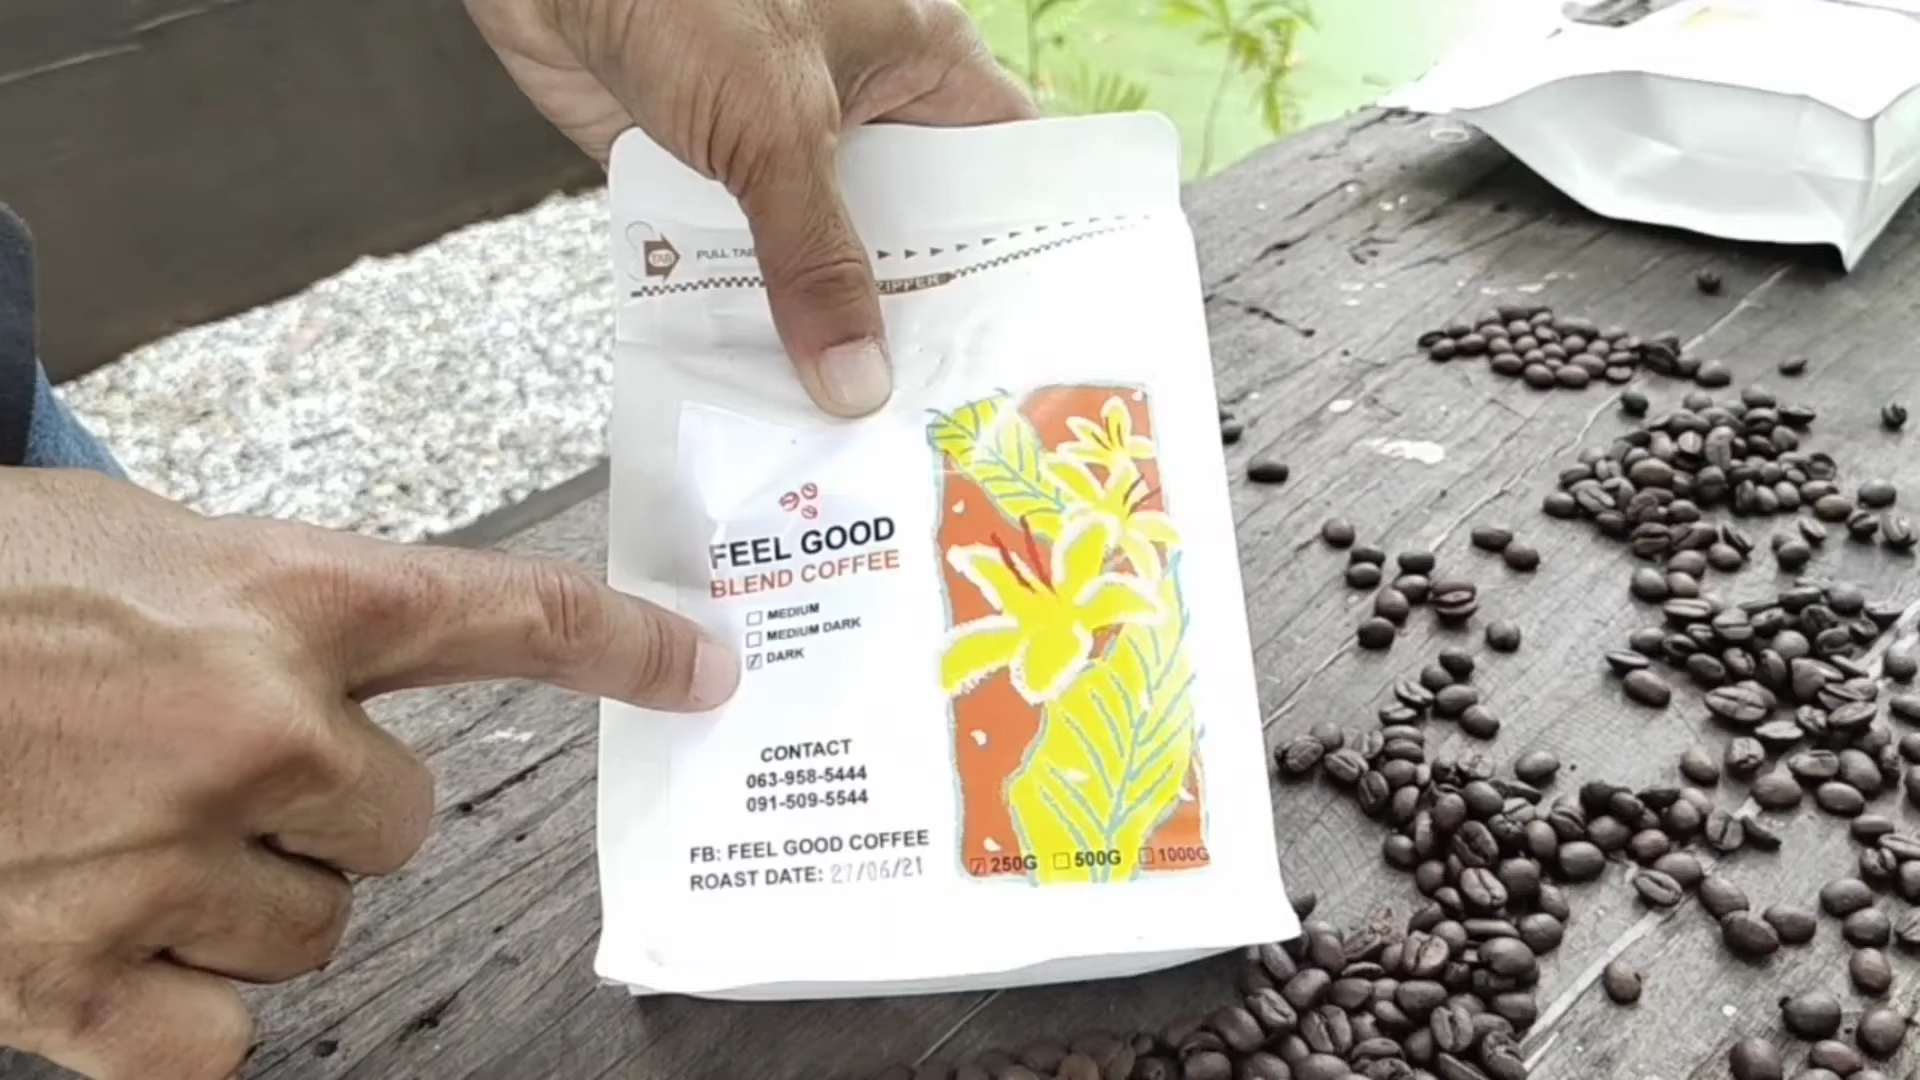 TAB
PULL TAB
ZIPPER
FEEL GOOD
BLEND COFFEE
MEDIUM
MEDIUM DARK
DARK
CONTACT
063-958-5444
091-509-5544
FB: FEEL GOOD COFFEE
ROAST DATE: 27/06/21
250G 500G 1000G